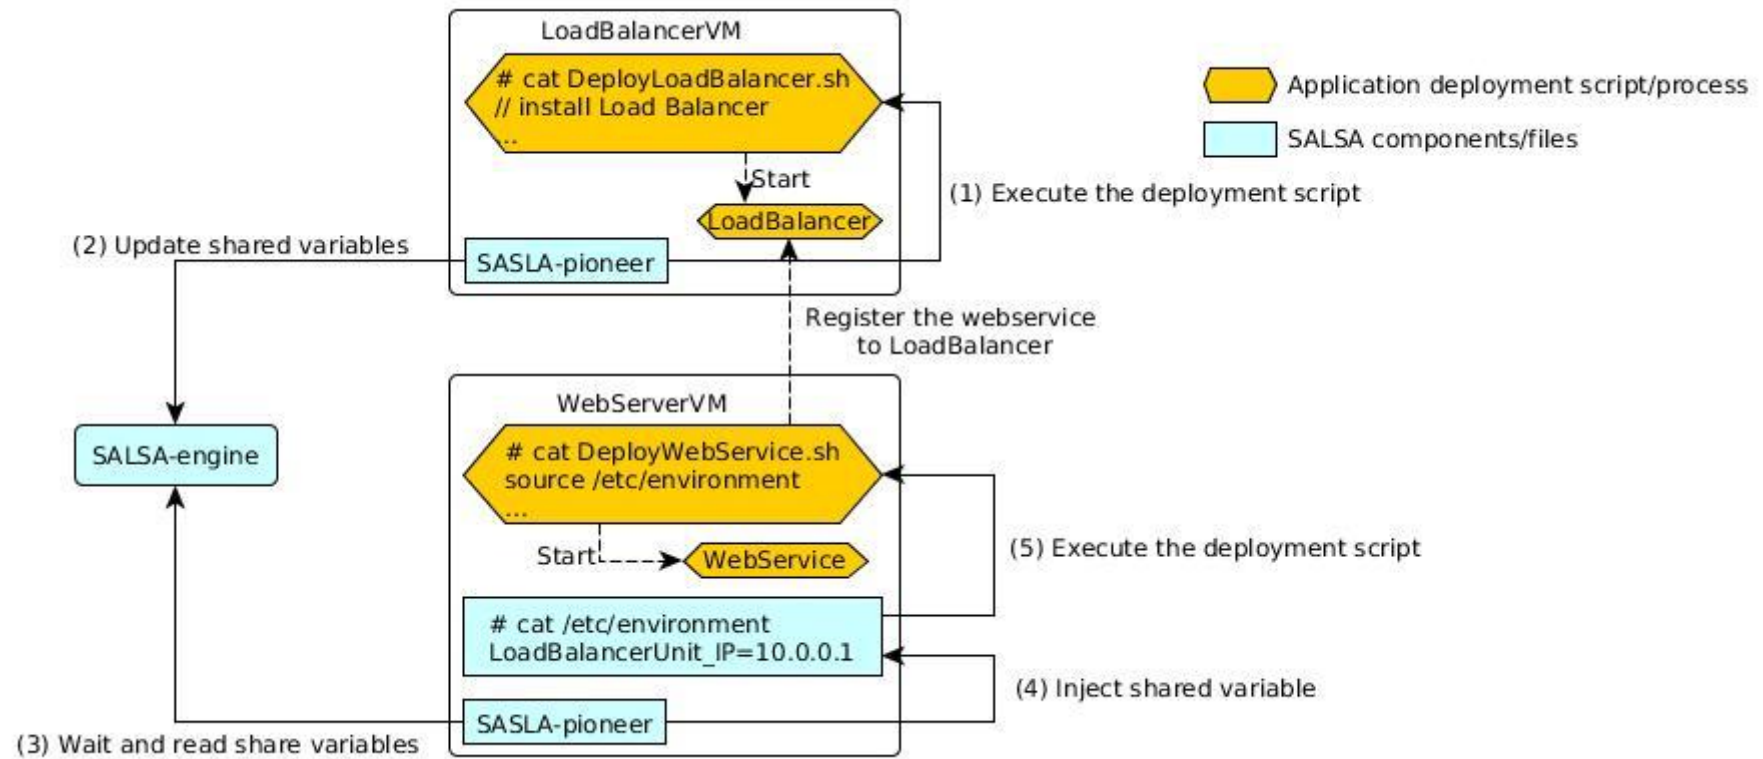 LoadBalancerVM
# cat DeployLoadBalancer.sh
// install Load Balancer
...
Start
LoadBalancer
SASLA-pioneer
Application deployment script/process
SALSA components/files
(1) Execute the deployment script
(2) Update shared variables
Register the webservice
to LoadBalancer
SALSA-engine
WebServerVM
# cat DeployWebService.sh
source /etc/environment
...
Start
WebService
# cat /etc/environment
LoadBalancerUnit_IP=10.0.0.1
SASLA-pioneer
(5) Execute the deployment script
(4) Inject shared variable
(3) Wait and read share variables